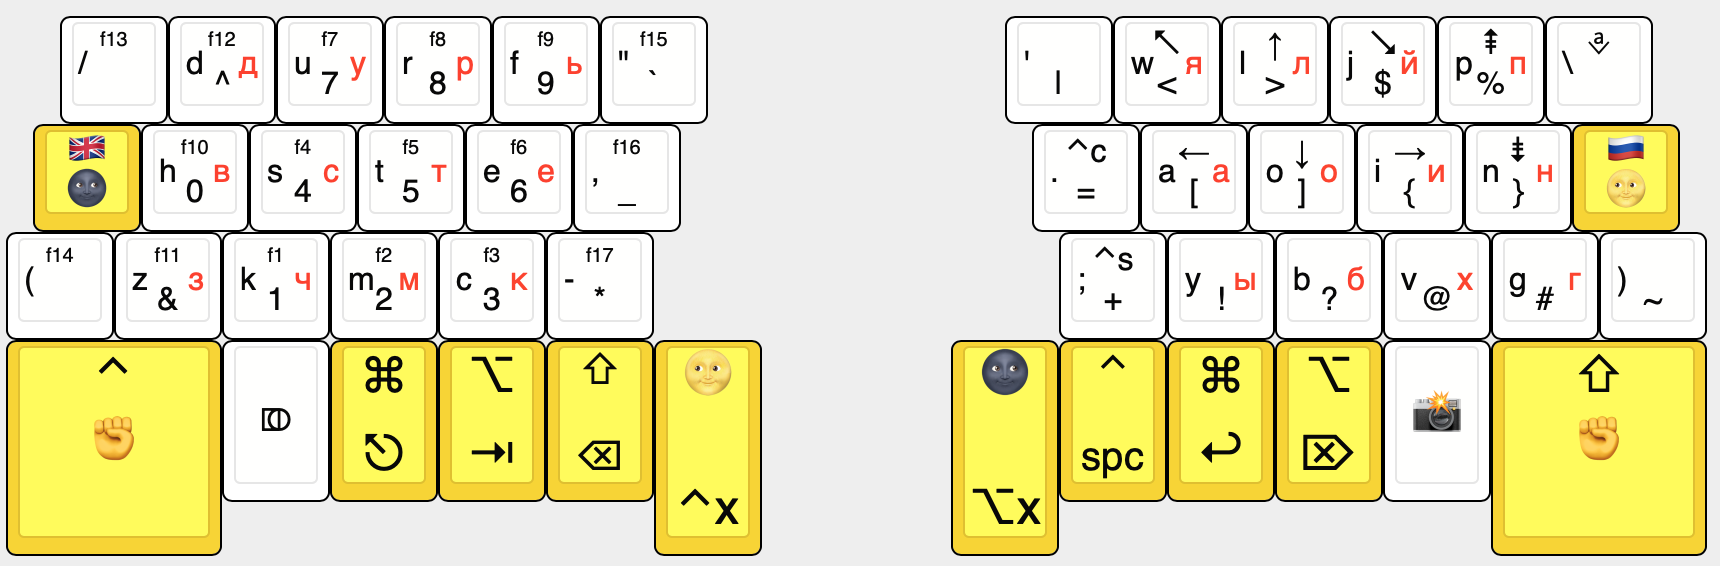 f13 f12 f7 f8 f9 f15
/ d д u у r р f ь "
^ 7 8 9 `
' w ↖ я l ↑ л j ↘ й p ⇞ п \ a
| < > $ %
f10 f4 f5 f6 f16
h в s с t т e е ,
0 4 5 6 _
^c
. a ← а o ↓ о i → и n ⇟ н
= [ ] { }
f14 f11 f1 f2 f3 f17
( z з k ч m м c к -
& 1 2 3 *
^s
; y ы b б v х g г )
+ ! ? @ # ~
^ ⌘ ⌥ ⇧
⎋ ⇥ ⌫
^x
^ ⌘ ⌥ ⇧
spc ↩ ⌦
⌥x